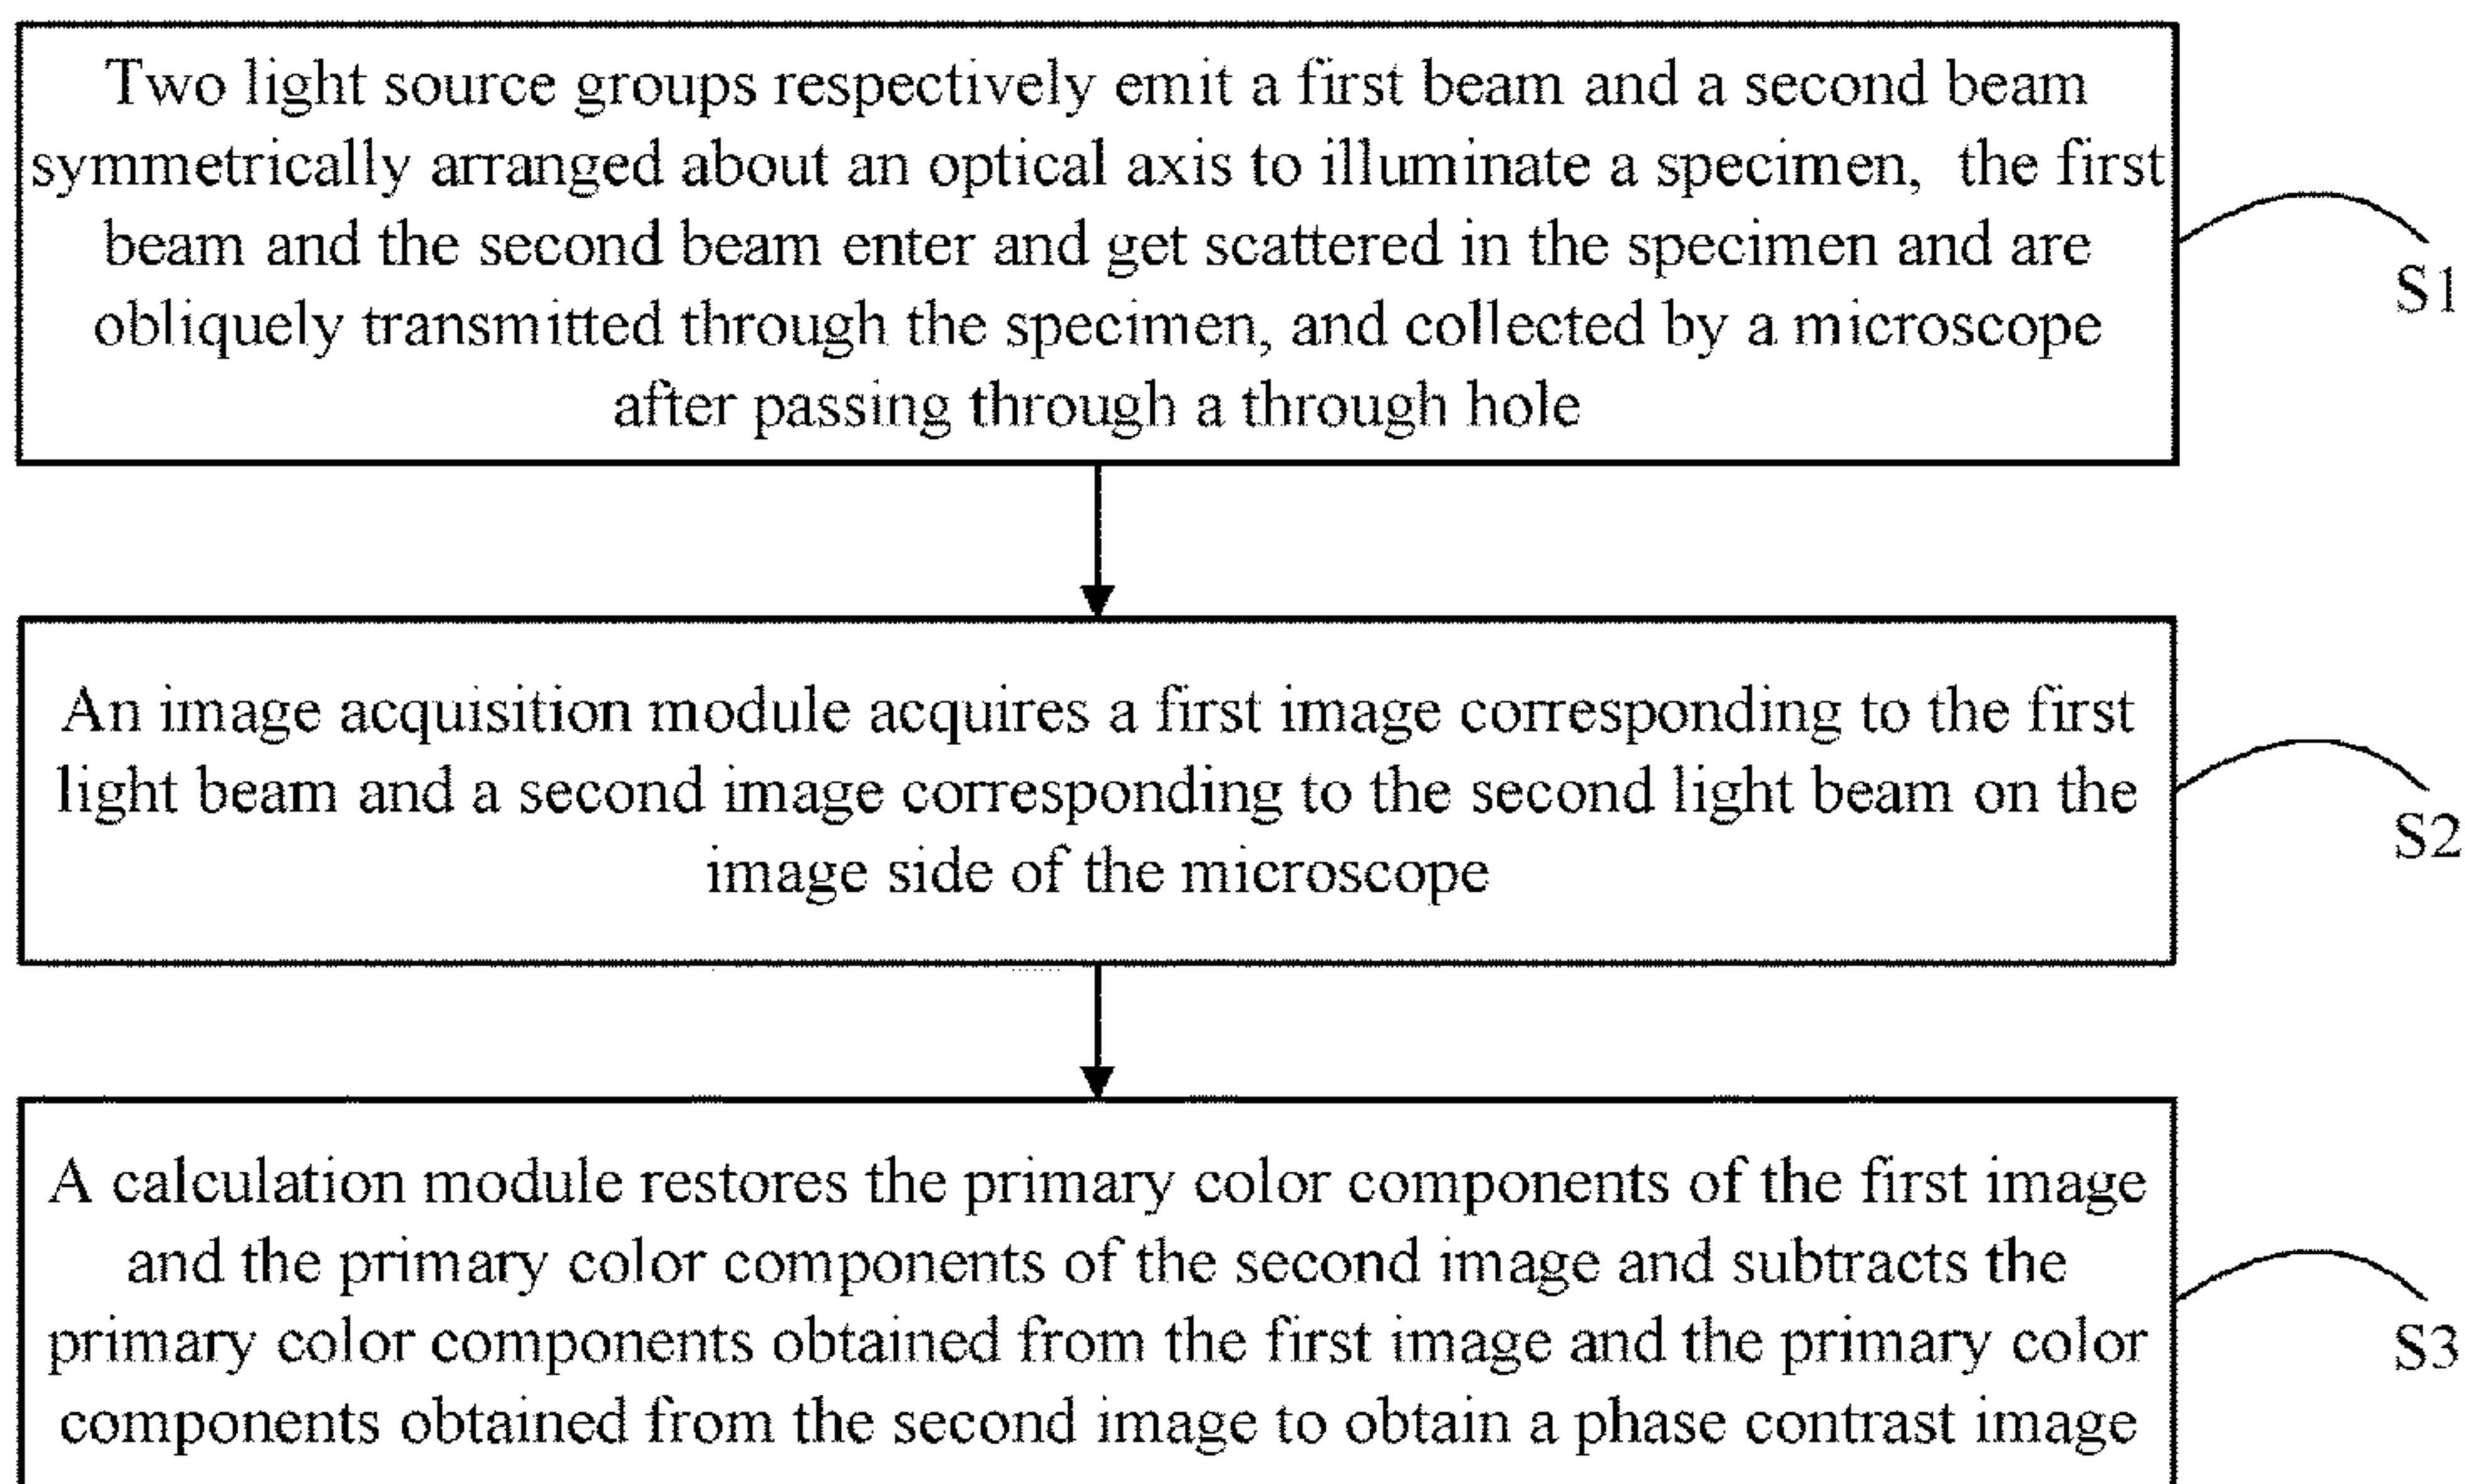 Two light source groups respectively emit a first beam and a second beam
symmetrically arranged about an optical axis to illuminate a specimen, the first
beam and the second beam enter and get scattered in the specimen and are
obliquely transmitted through the specimen, and collected by a microscope
after passing through a through hole
S1
An image acquisition module acquires a first image corresponding to the first
light beam and a second image corresponding to the second light beam on the
image side of the microscope
S2
A calculation module restores the primary color components of the first image
and the primary color components of the second image and subtracts the
primary color components obtained from the first image and the primary color
components obtained from the second image to obtain a phase contrast image
S3